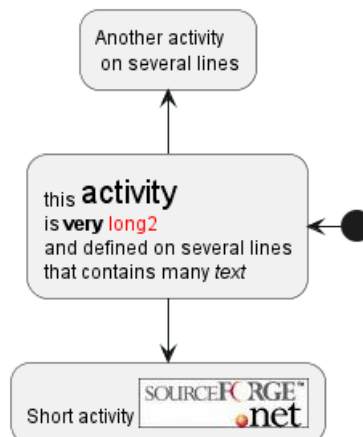 Another activity
on several lines
this activity
is very long2
and defined on several lines
that contains many text
Short activity SOURCEFORGE™
.net